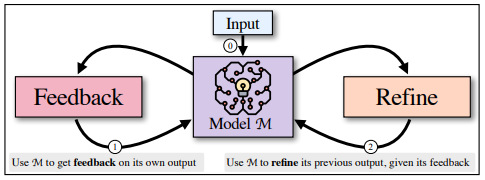 Input
0
Feedback
Model ℳ
Refine
1
2
Use ℳ to get feedback on its own output
Use ℳ to refine its previous output, given its feedback